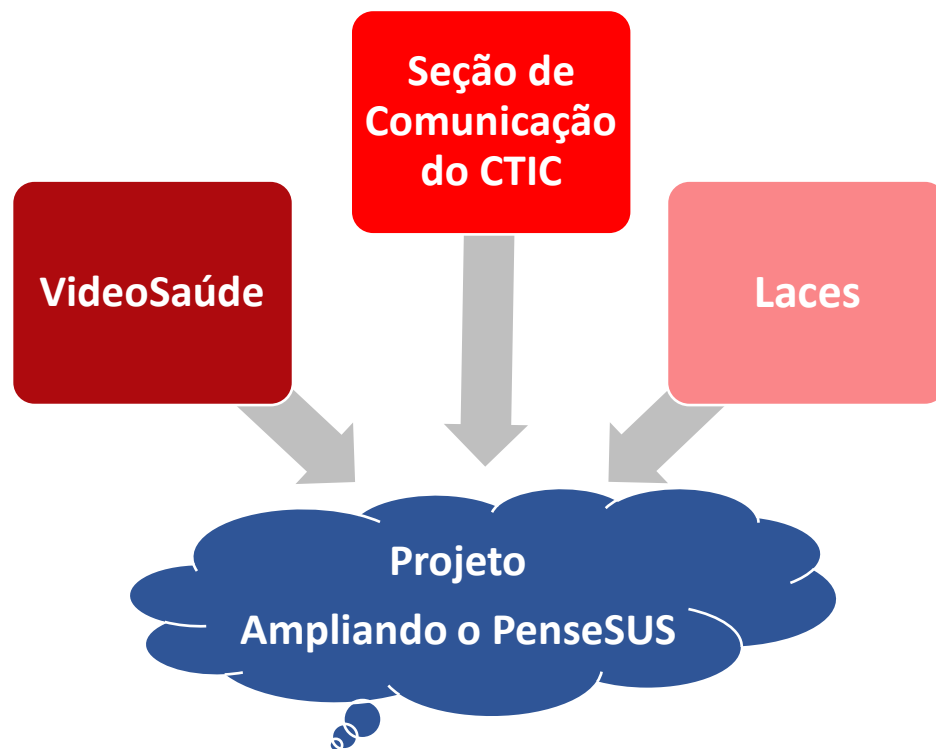 Seção de
Comunicação
do CTIC
VideoSaúde
Laces
Projeto
Ampliando o PenseSUS